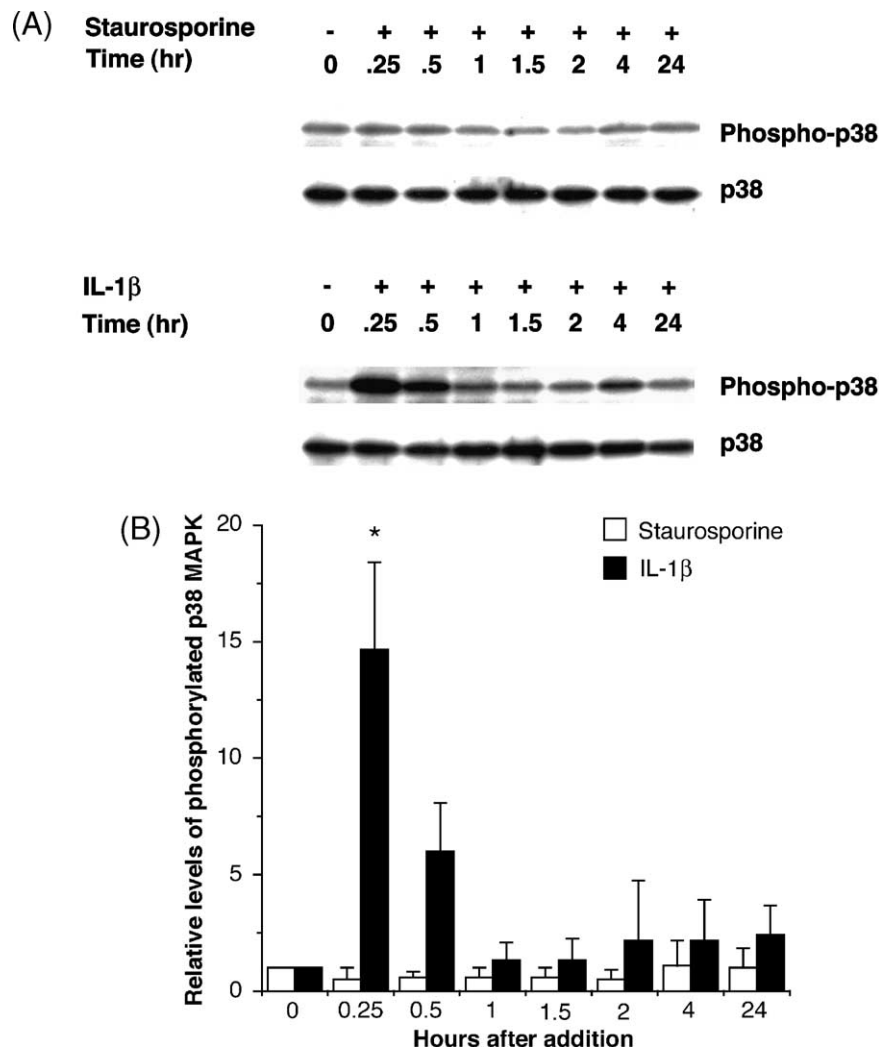 (A)
Staurosporine - + + + + + + +
Time (hr) 0 .25 .5 1 1.5 2 4 24
Phospho-p38
p38
IL-1β - + + + + + + +
Time (hr) 0 .25 .5 1 1.5 2 4 24
Phospho-p38
p38
(B)
Relative levels of phosphorylated p38 MAPK
20
15
10
5
0
*
Staurosporine
IL-1β
0 0.25 0.5 1 1.5 2 4 24
Hours after addition